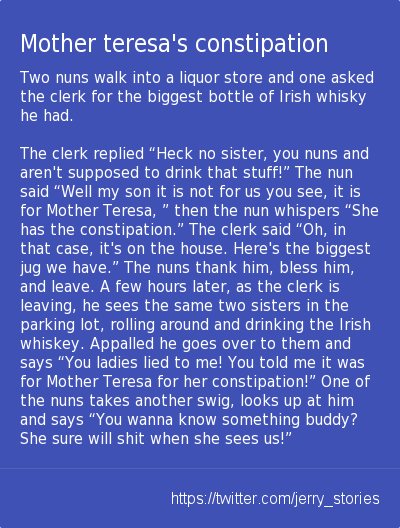 Mother teresa's constipation
Two nuns walk into a liquor store and one asked
the clerk for the biggest bottle of Irish whisky
he had.
The clerk replied “Heck no sister, you nuns and
aren't supposed to drink that stuff!” The nun
said “Well my son it is not for us you see, it is
for Mother Teresa, ” then the nun whispers “She
has the constipation.” The clerk said “Oh, in
that case, it's on the house. Here's the biggest
jug we have.” The nuns thank him, bless him,
and leave. A few hours later, as the clerk is
leaving, he sees the same two sisters in the
parking lot, rolling around and drinking the Irish
whiskey. Appalled he goes over to them and
says “You ladies lied to me! You told me it was
for Mother Teresa for her constipation!” One of
the nuns takes another swig, looks up at him
and says “You wanna know something buddy?
She sure will shit when she sees us!”
https://twitter.com/jerry_stories